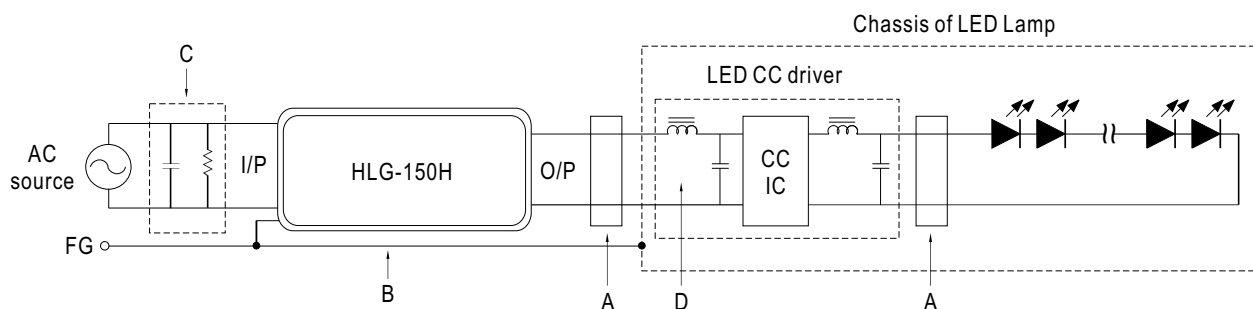 Chassis of LED Lamp
C
LED CC driver
AC
source
I/P
HLG-150H
O/P
CC
IC
FG
B
A
D
A